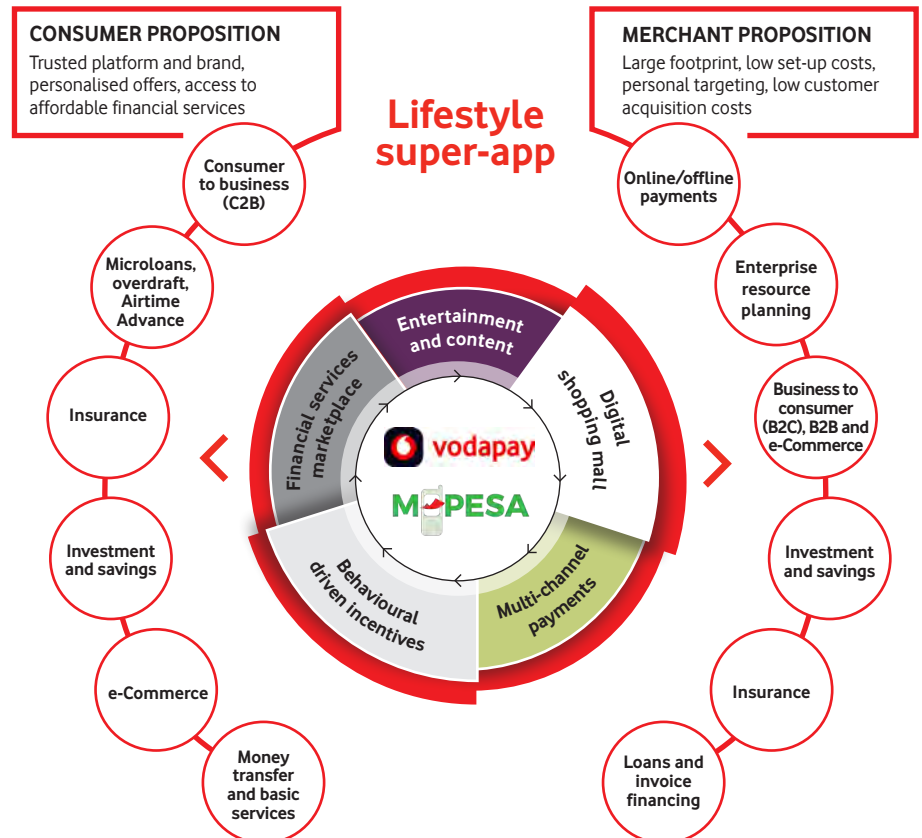 CONSUMER PROPOSITION
Trusted platform and brand,
personalised offers, access to
affordable financial services
MERCHANT PROPOSITION
Large footprint, low set-up costs,
personal targeting, low customer
acquisition costs
Lifestyle
super-app
Consumer
to business
(C2B)
Microloans,
overdraft,
Airtime
Advance
Insurance
Investment
and savings
e-Commerce
Money
transfer
and basic
services
Entertainment
and content
Digital
shopping mall
Multi-channel
payments
Behavioural
driven incentives
Financial services
marketplace
vodapay
M-PESA
Online/offline
payments
Enterprise
resource
planning
Business to
consumer
(B2C), B2B and
e-Commerce
Investment
and savings
Insurance
Loans and
invoice
financing